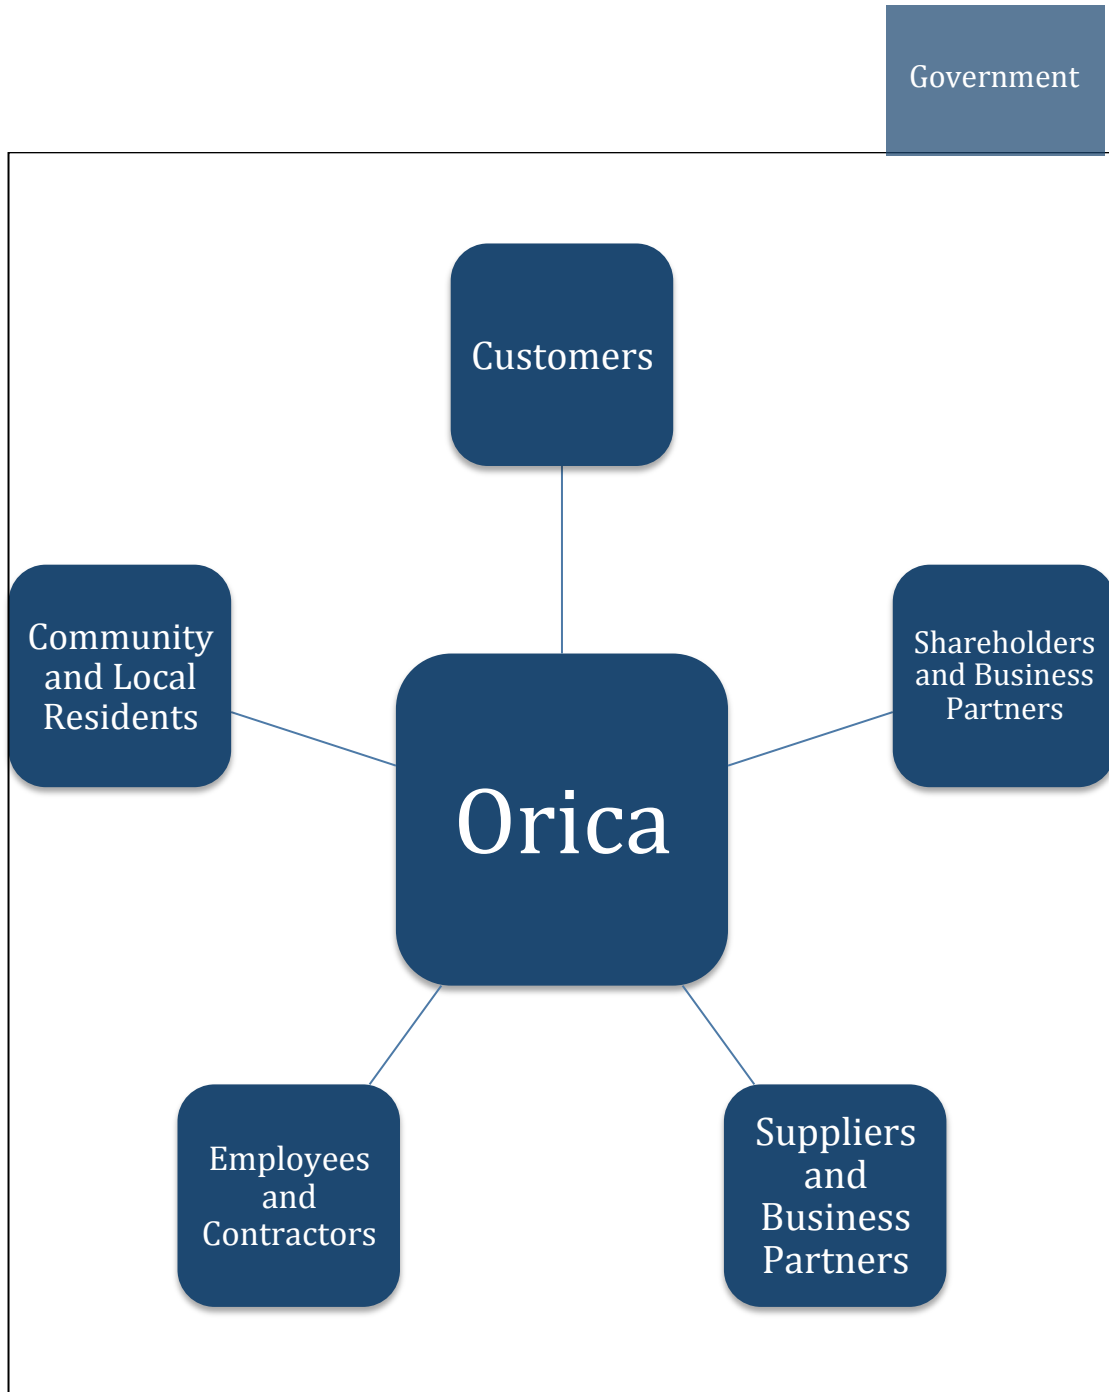 Government
Customers
Community
and Local
Residents
Shareholders
and Business
Partners
Orica
Employees
and
Contractors
Suppliers
and
Business
Partners